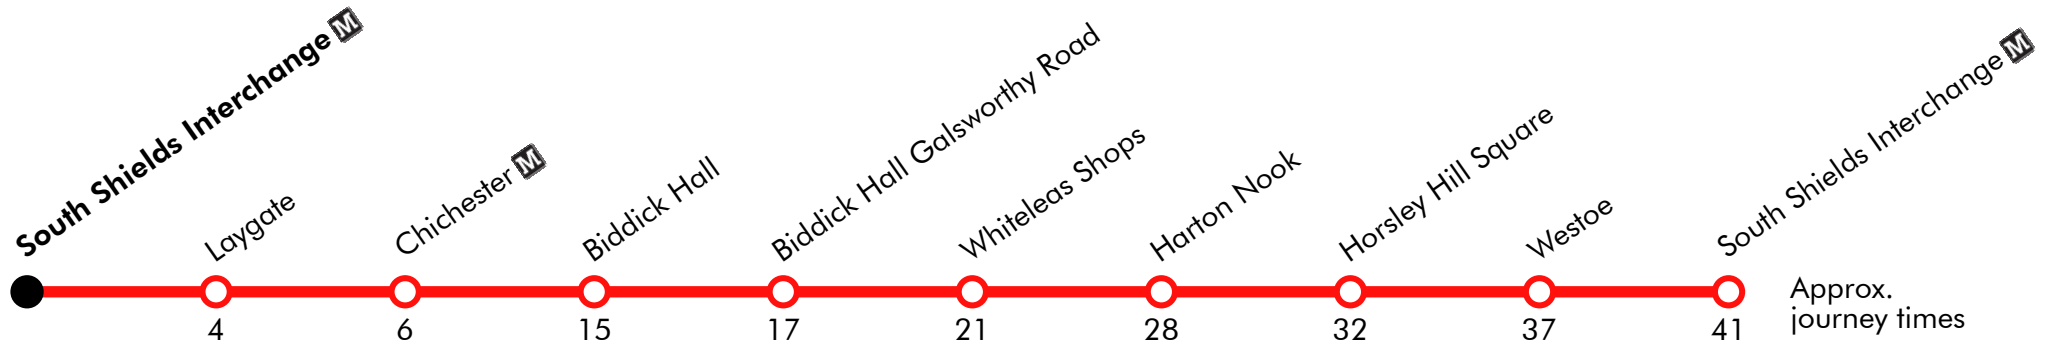 South Shields Interchange M
Laygate
Chichester M
Biddick Hall
Biddick Hall Galsworthy Road
Whiteleas Shops
Harton Nook
Horsley Hill Square
Westoe
South Shields Interchange M
4
6
15
17
21
28
32
37
41
Approx.
journey times